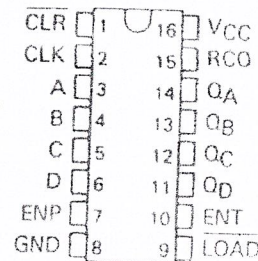 CLR 1 16 VCC
CLK 2 15 RCO
A 3 14 QA
B 4 13 QB
C 5 12 QC
D 6 11 QD
ENP 7 10 ENT
GND 8 9 LOAD